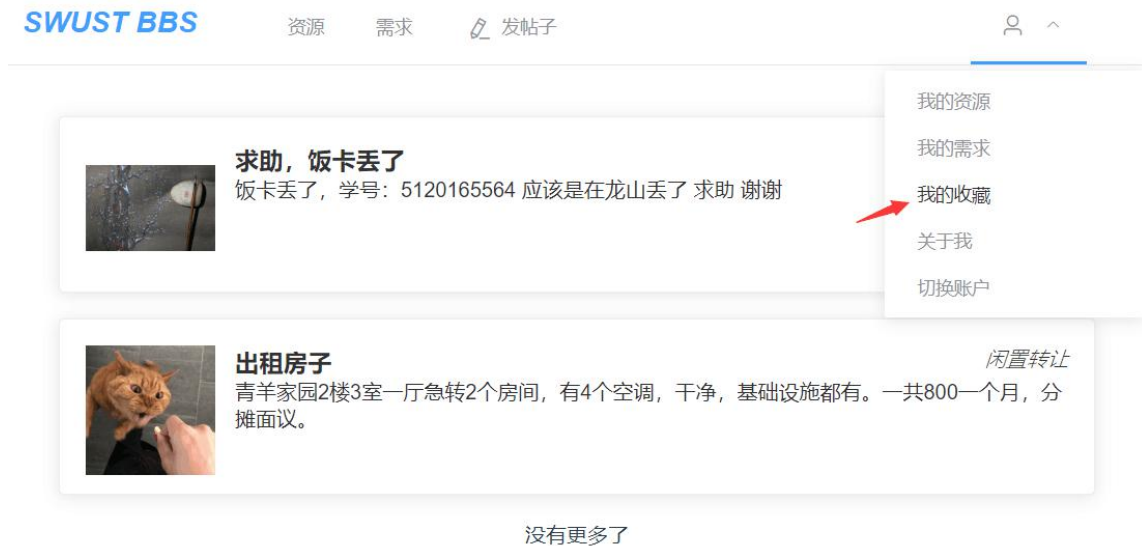 SWUST BBS
资源
需求
发帖子
我的资源
我的需求
我的收藏
关于我
切换账户
求助，饭卡丢了
饭卡丢了，学号：5120165564 应该是在龙山丢了 求助 谢谢
出租房子
闲置转让
青羊家园2楼3室一厅急转2个房间，有4个空调，干净，基础设施都有。一共800一个月，分
摊面议。
没有更多了